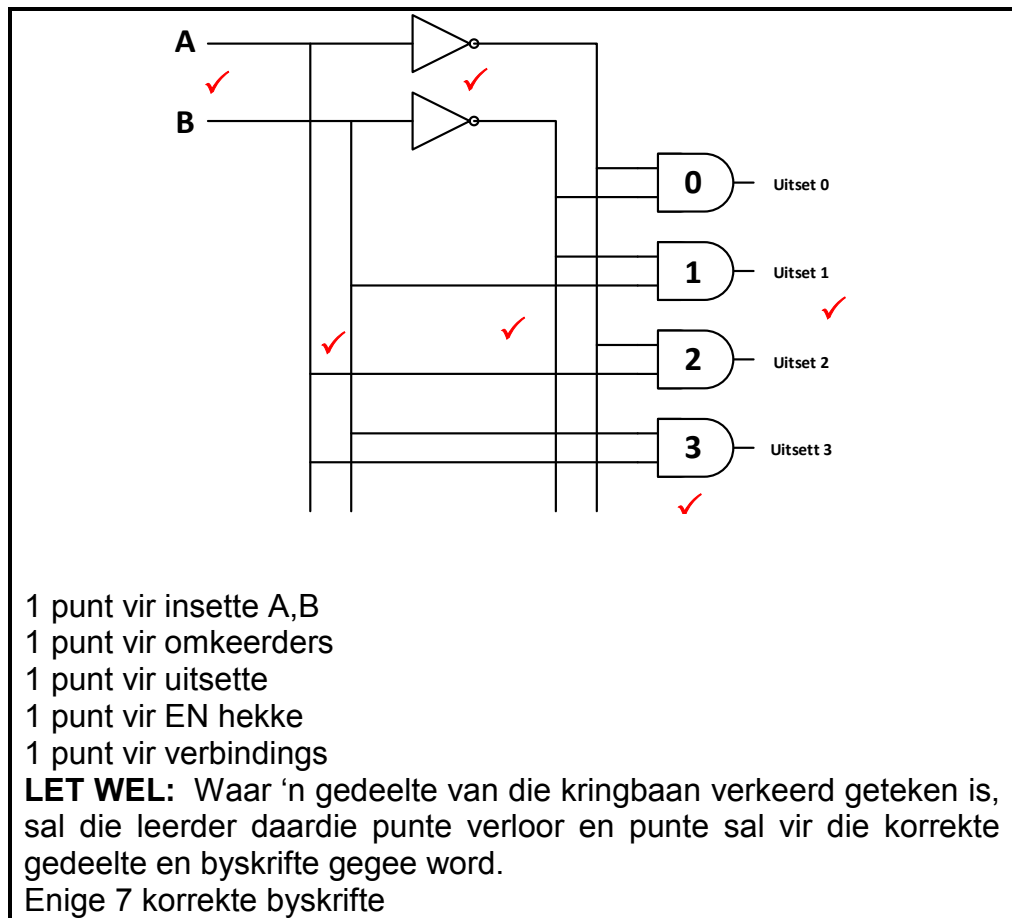 A
B
0 Uitset 0
1 Uitset 1
2 Uitset 2
3 Uitsett 3
1 punt vir insette A,B
1 punt vir omkeerders
1 punt vir uitsette
1 punt vir EN hekke
1 punt vir verbindings
LET WEL: Waar ‘n gedeelte van die kringbaan verkeerd geteken is,
sal die leerder daardie punte verloor en punte sal vir die korrekte
gedeelte en byskrifte gegee word.
Enige 7 korrekte byskrifte